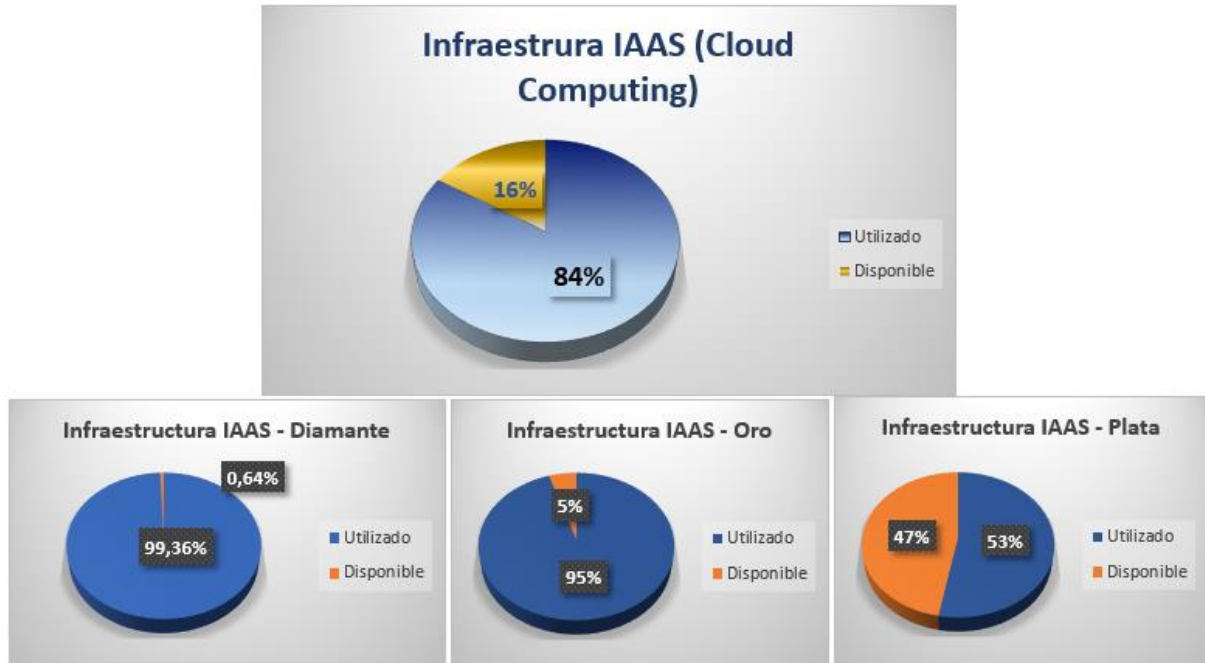 Infraestrura IAAS (Cloud
Computing)
16%
84%
Utilizado
Disponible
Infraestructura IAAS - Diamante
0,64%
99,36%
Utilizado
Disponible
Infraestructura IAAS - Oro
5%
95%
Utilizado
Disponible
Infraestructura IAAS - Plata
47%
53%
Utilizado
Disponible